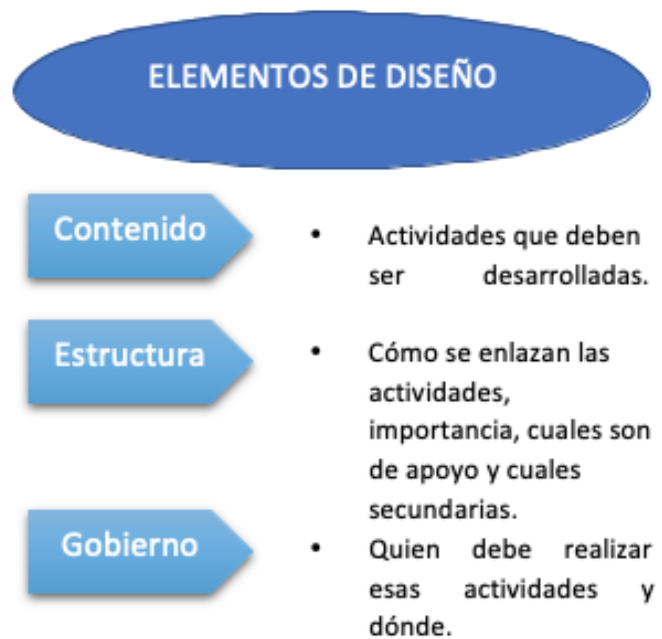 ELEMENTOS DE DISEÑO
Contenido
• Actividades que deben
ser desarrolladas.
Estructura
• Cómo se enlazan las
actividades,
importancia, cuales son
de apoyo y cuales
secundarias.
Gobierno
• Quien debe realizar
esas actividades y
dónde.